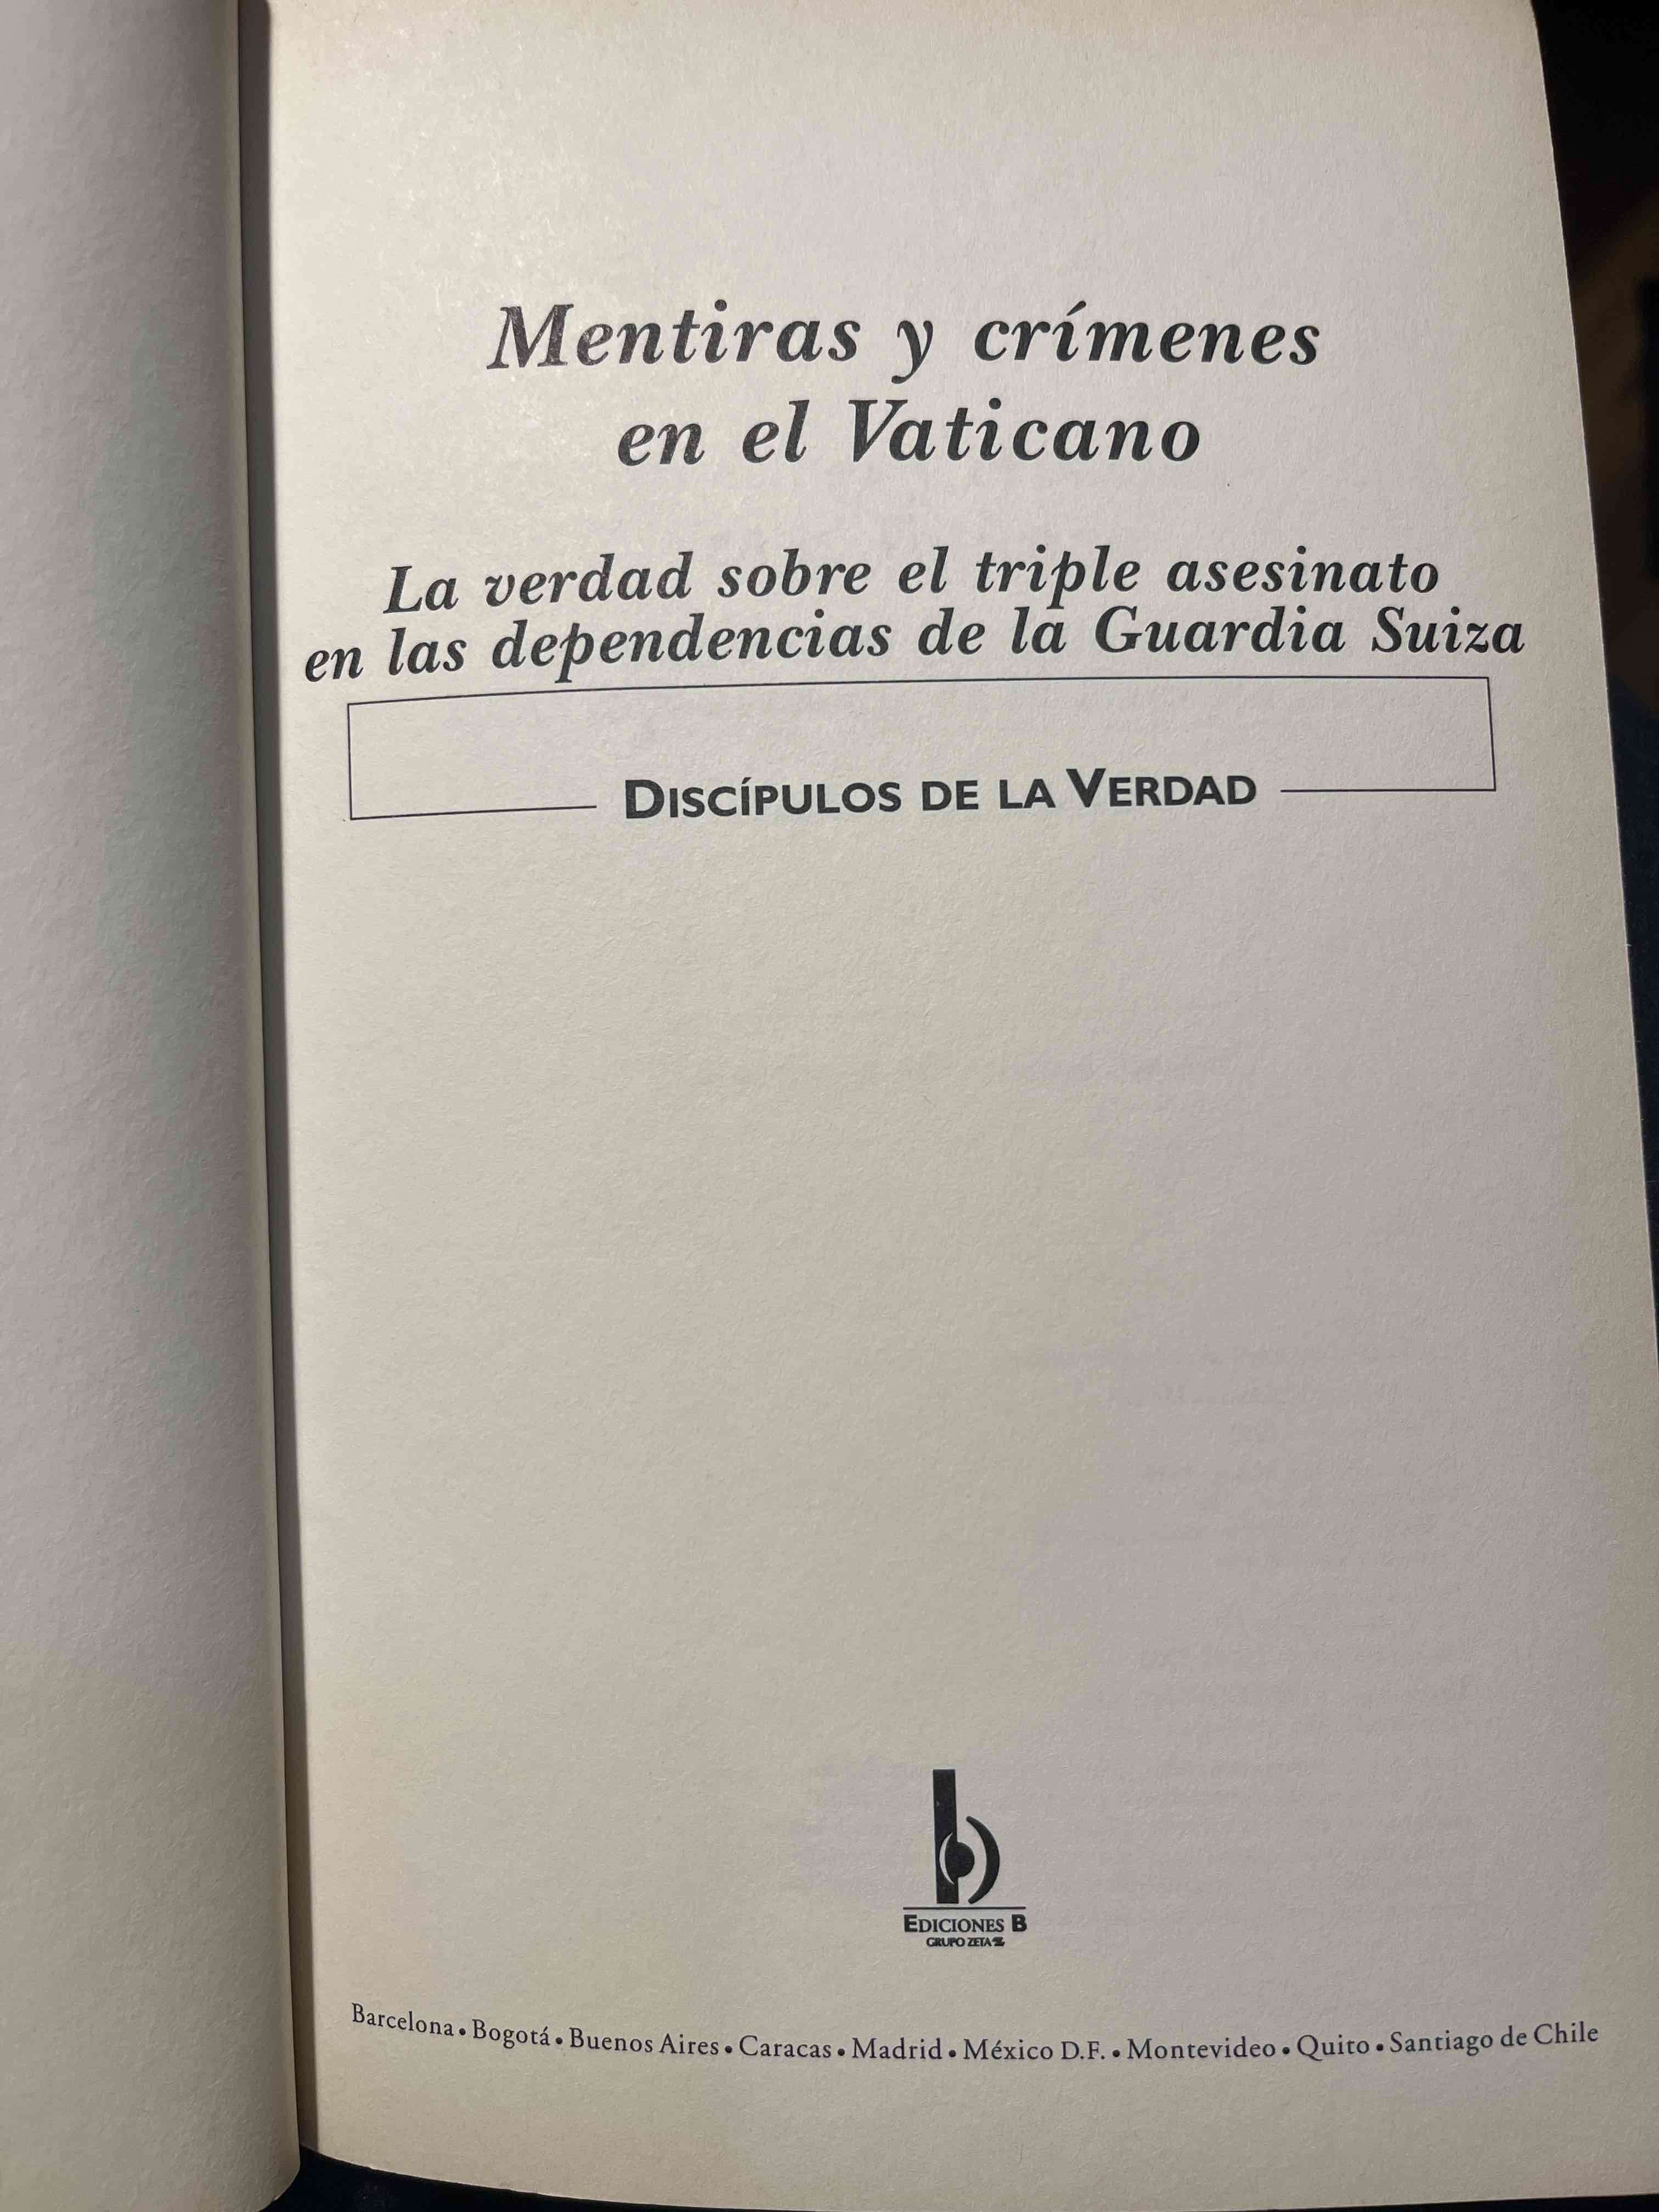 Mentiras y crímenes
en el Vaticano
La verdad sobre el triple asesinato
en las dependencias de la Guardia Suiza
DISCÍPULOS DE LA VERDAD
EDICIONES B
GRUPO ZETA
Barcelona • Bogotá • Buenos Aires • Caracas • Madrid • México D.F. • Montevideo • Quito • Santiago de Chile